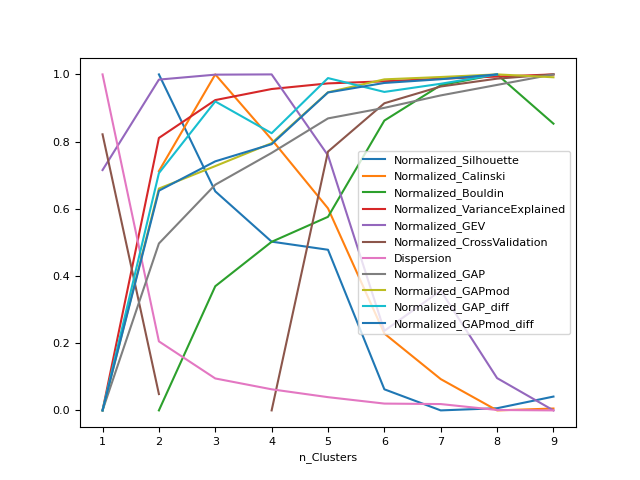 1.0
0.8
0.6
0.4
0.2
0.0
Normalized_Silhouette
Normalized_Calinski
Normalized_Bouldin
Normalized_VarianceExplained
Normalized_GEV
Normalized_CrossValidation
Dispersion
Normalized_GAP
Normalized_GAPmod
Normalized_GAP_diff
Normalized_GAPmod_diff
1 2 3 4 5 6 7 8 9
n_Clusters